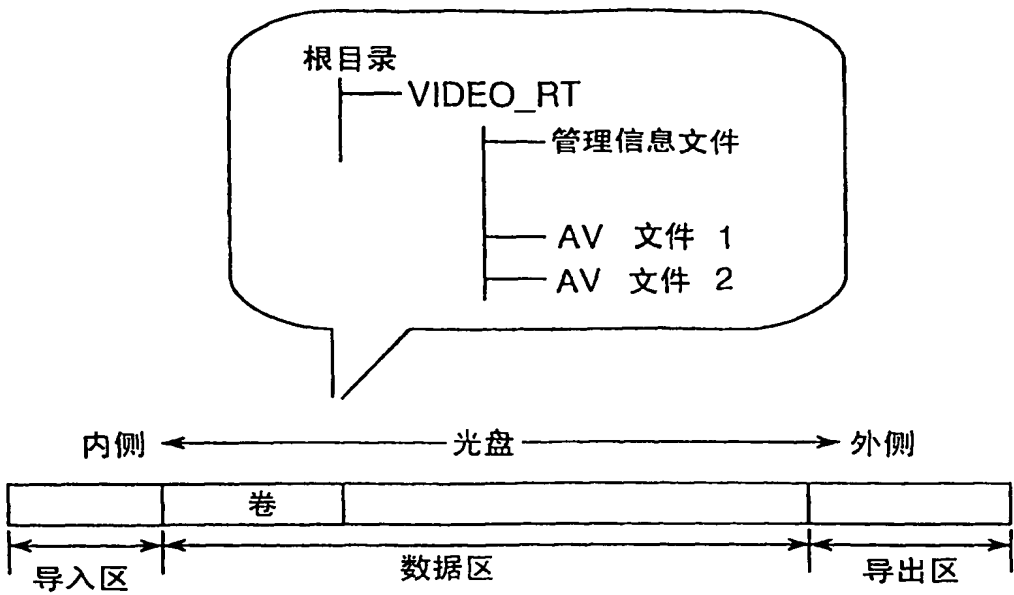 根目录
VIDEO_RT
管理信息文件
AV 文件 1
AV 文件 2
内侧 光盘 外侧
卷
导入区 数据区 导出区